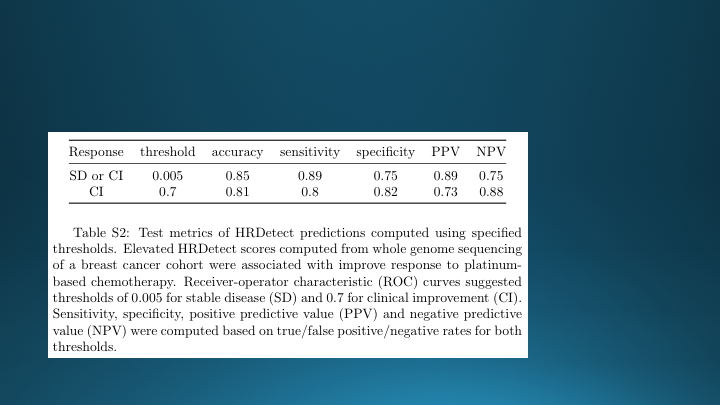 Response threshold accuracy sensitivity specificity PPV NPV
SD or CI 0.005 0.85 0.89 0.75 0.89 0.75
CI 0.7 0.81 0.8 0.82 0.73 0.88
Table S2: Test metrics of HRDetect predictions computed using specified
thresholds. Elevated HRDetect scores computed from whole genome sequencing
of a breast cancer cohort were associated with improve response to platinum-
based chemotherapy. Receiver-operator characteristic (ROC) curves suggested
thresholds of 0.005 for stable disease (SD) and 0.7 for clinical improvement (CI).
Sensitivity, specificity, positive predictive value (PPV) and negative predictive
value (NPV) were computed based on true/false positive/negative rates for both
thresholds.